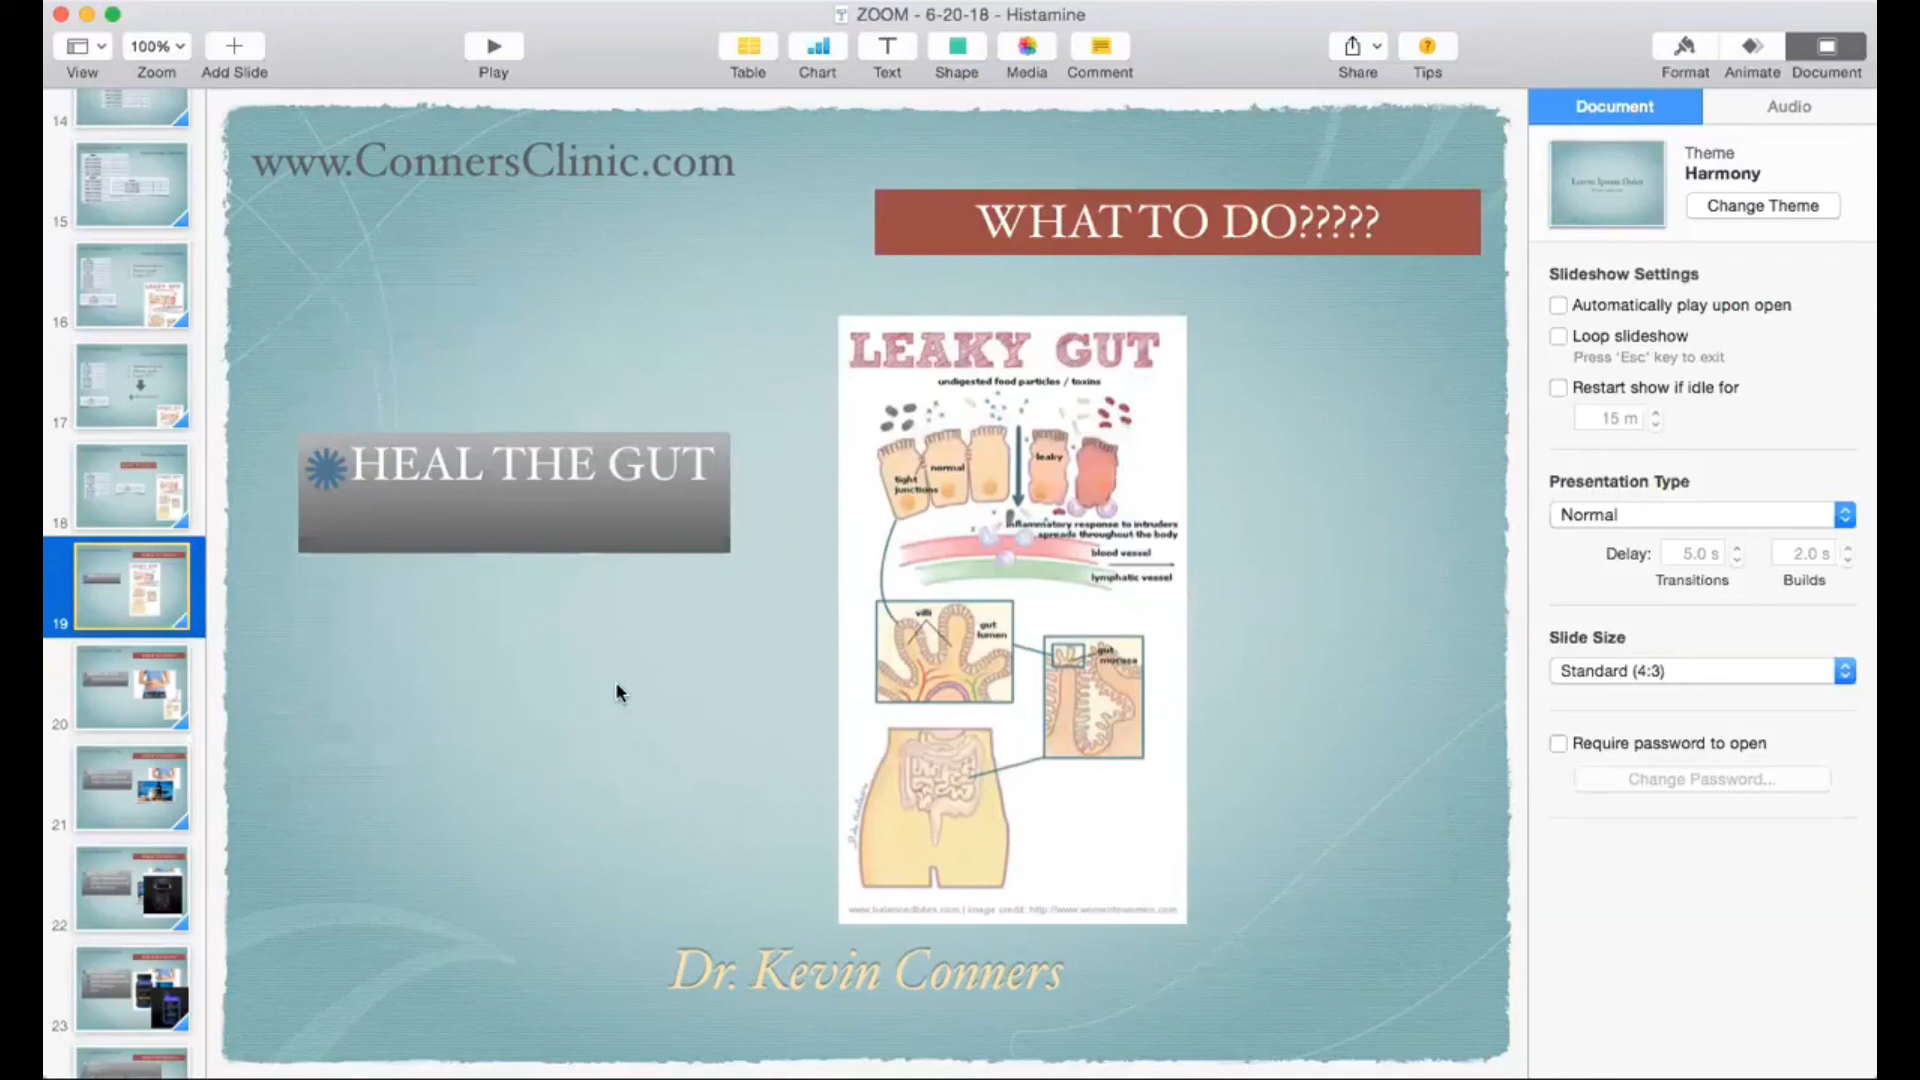 ZOOM - 6-20-18 - Histamine
100%
View
Zoom
Add Slide
Play
Table
Chart
Text
Shape
Media
Comment
Share
Tips
Format
Animate
Document
14
15
16
17
18
19
20
21
22
23
www.ConnersClinic.com
WHAT TO DO?????
HEAL THE GUT
LEAKY GUT
undigested food particles / toxins
normal
leaky
tight
junctions
inflammatory response to intruders
spreads throughout the body
blood vessel
lymphatic vessel
villi
gut
lumen
gut
mucosa
Dr. Kevin Conners
Document
Audio
Theme
Harmony
Change Theme
Slideshow Settings
Automatically play upon open
Loop slideshow
Press 'Esc' key to exit
Restart show if idle for
15 m
Presentation Type
Normal
Delay:
5.0 s
2.0 s
Transitions
Builds
Slide Size
Standard (4:3)
Require password to open
Change Password...